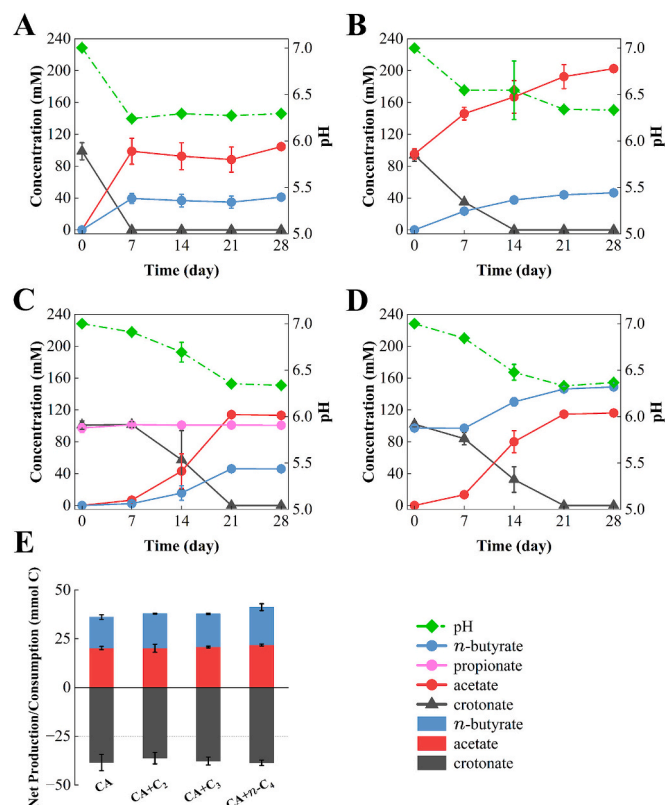 A
B
Concentration (mM)
240
200
160
120
80
40
0
7.0
6.5
6.0
5.5
5.0
pH
0 7 14 21 28
Time (day)
Concentration (mM)
240
200
160
120
80
40
0
7.0
6.5
6.0
5.5
5.0
pH
0 7 14 21 28
Time (day)
C
D
Concentration (mM)
240
200
160
120
80
40
0
7.0
6.5
6.0
5.5
5.0
pH
0 7 14 21 28
Time (day)
Concentration (mM)
240
200
160
120
80
40
0
7.0
6.5
6.0
5.5
5.0
pH
0 7 14 21 28
Time (day)
E
Net Production/Consumption (mmol C)
50
25
0
−25
−50
CA
CA+C₂
CA+C₃
CA+n-C₄
pH
n-butyrate
propionate
acetate
crotonate
n-butyrate
acetate
crotonate